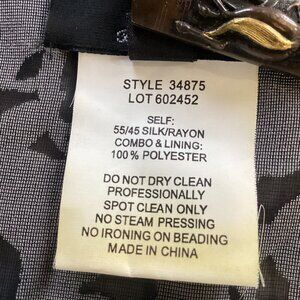 STYLE 34875
LOT 602452
SELF:
55/45 SILK/RAYON
COMBO & LINING:
100% POLYESTER
DO NOT DRY CLEAN
PROFESSIONALLY
SPOT CLEAN ONLY
NO STEAM PRESSING
NO IRONING ON BEADING
MADE IN CHINA